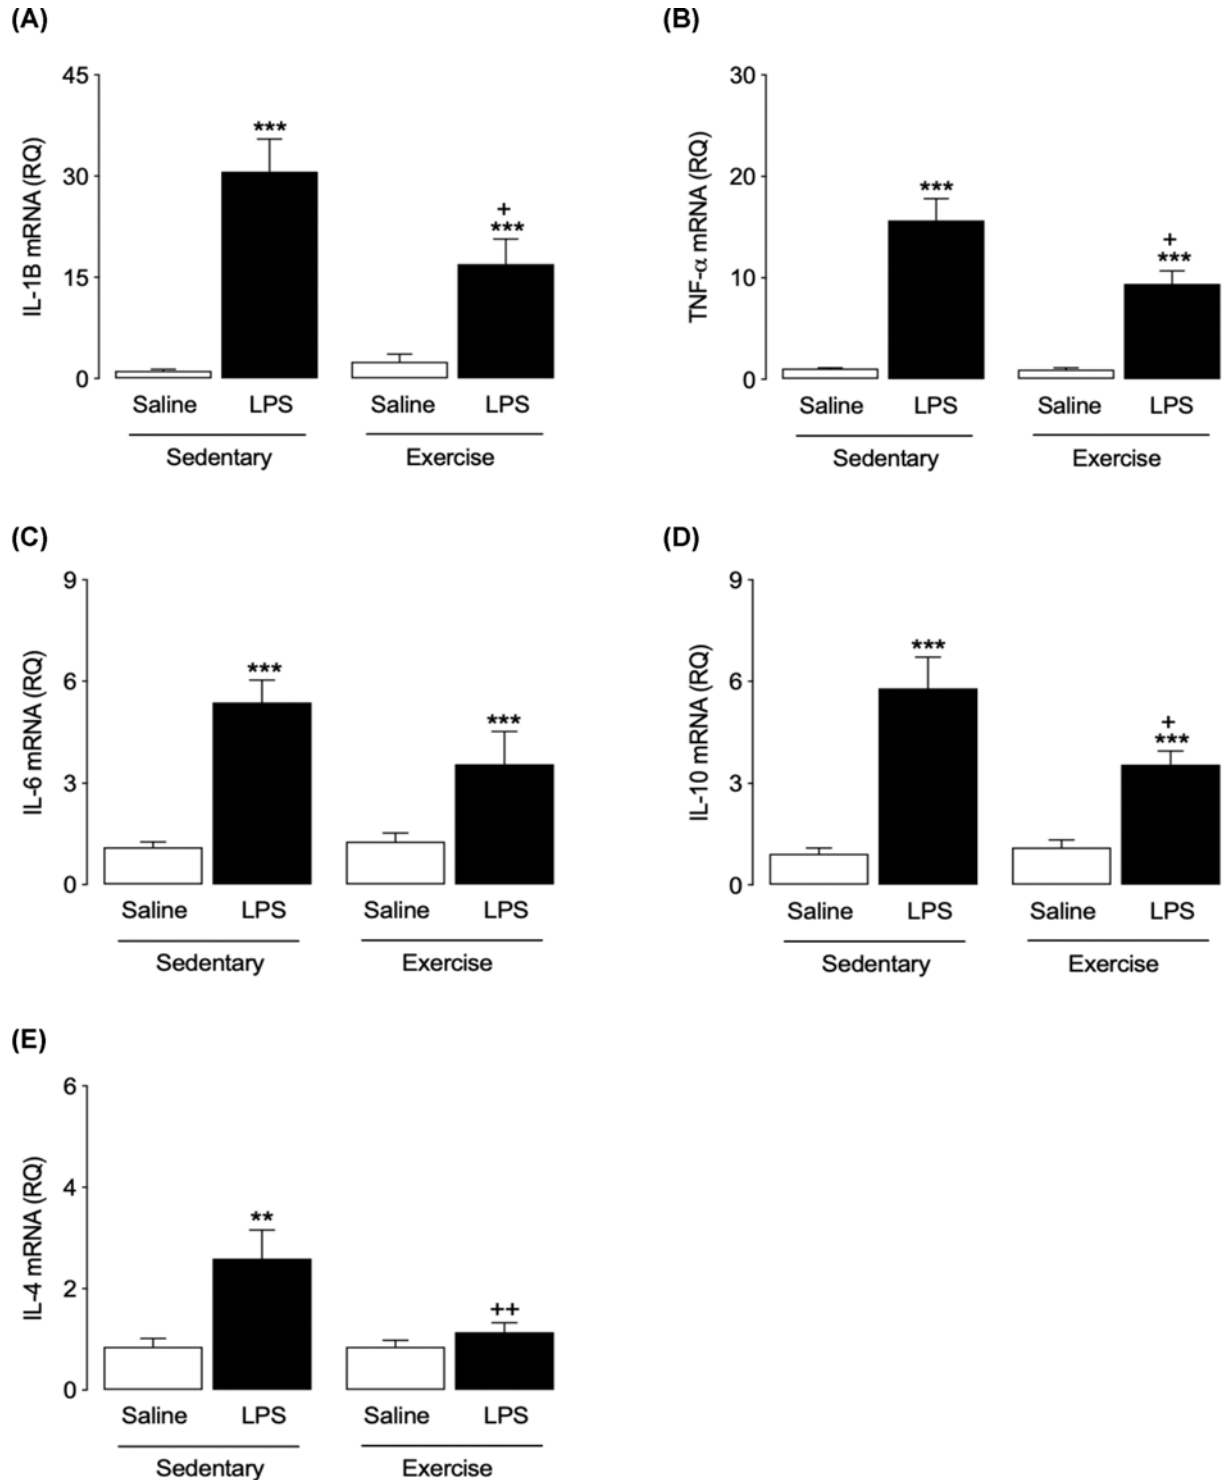 (A)
45
30
15
0
IL-1B mRNA (RQ)
***
+
***
Saline LPS Saline LPS
Sedentary Exercise
(B)
30
20
10
0
TNF-α mRNA (RQ)
***
+
***
Saline LPS Saline LPS
Sedentary Exercise
(C)
9
6
3
0
IL-6 mRNA (RQ)
***
***
Saline LPS Saline LPS
Sedentary Exercise
(D)
9
6
3
0
IL-10 mRNA (RQ)
***
+
***
Saline LPS Saline LPS
Sedentary Exercise
(E)
6
4
2
0
IL-4 mRNA (RQ)
**
++
Saline LPS Saline LPS
Sedentary Exercise